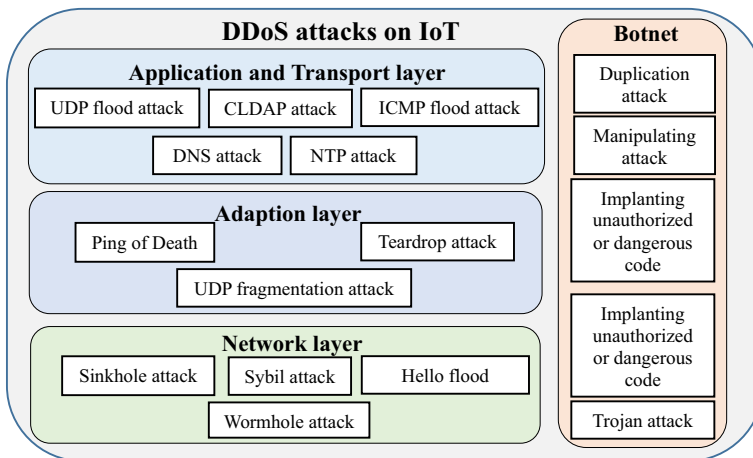 DDoS attacks on IoT
Application and Transport layer
UDP flood attack
CLDAP attack
ICMP flood attack
DNS attack
NTP attack
Adaption layer
Ping of Death
Teardrop attack
UDP fragmentation attack
Network layer
Sinkhole attack
Sybil attack
Hello flood
Wormhole attack
Botnet
Duplication
attack
Manipulating
attack
Implanting
unauthorized
or dangerous
code
Implanting
unauthorized
or dangerous
code
Trojan attack